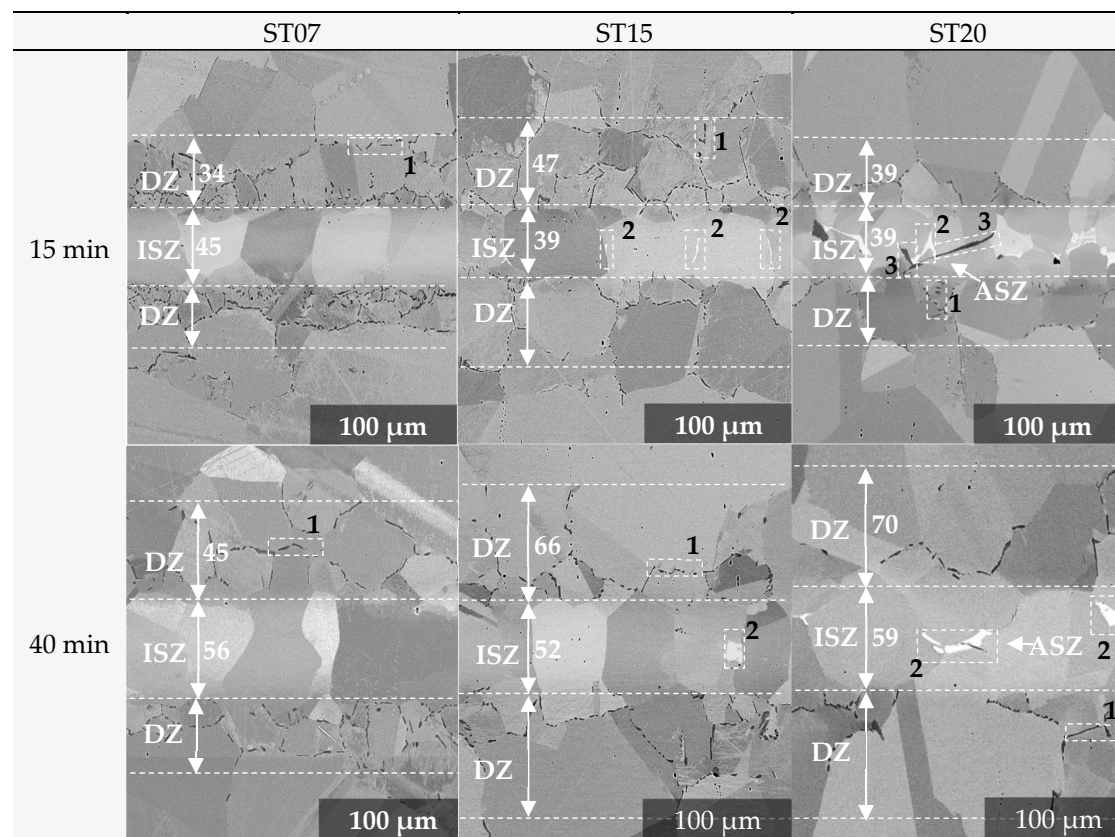 ST07 ST15 ST20
15 min
DZ 34 1
ISZ 45
DZ
100 µm
DZ 47 1
ISZ 39 2 2 2
DZ
100 µm
DZ 39
ISZ 39 2 3
3 ASZ
DZ 1
100 µm
40 min
DZ 45 1
ISZ 56
DZ
100 µm
DZ 66 1
ISZ 52 2
DZ
100 µm
DZ 70
ISZ 59 2 ASZ 2
DZ 1
100 µm